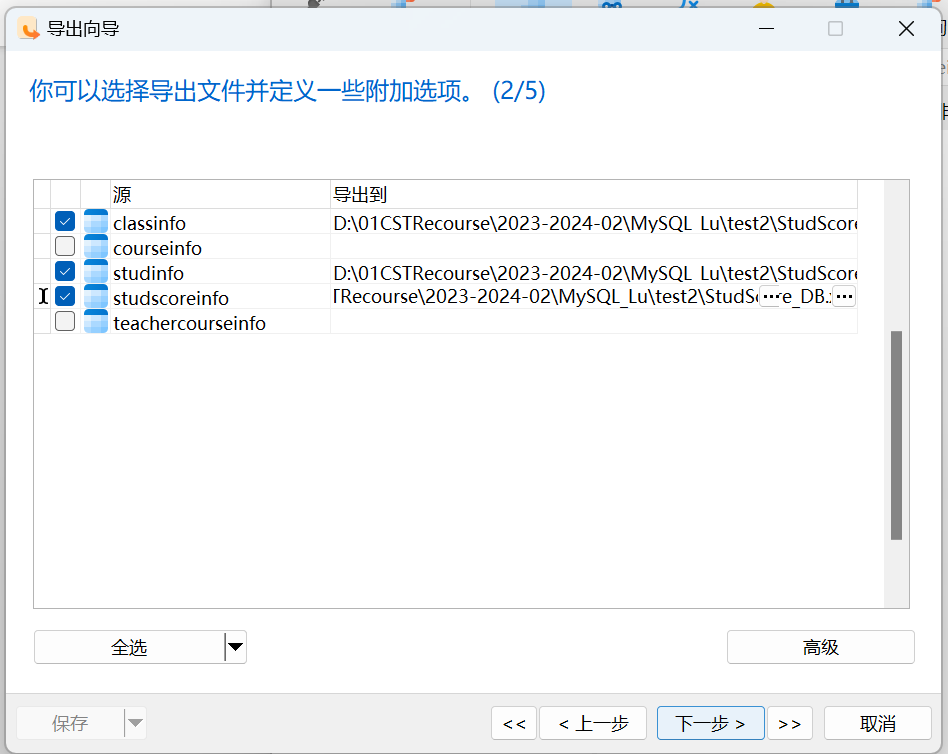 导出向导
你可以选择导出文件并定义一些附加选项。 (2/5)
源 导出到
classinfo D:\01CSTRecourse\2023-2024-02\MySQL_Lu\test2\StudScore
courseinfo
studinfo D:\01CSTRecourse\2023-2024-02\MySQL_Lu\test2\StudScore
studscoreinfo TRecourse\2023-2024-02\MySQL_Lu\test2\StudSc re_DB.
teachercourseinfo
全选 高级
保存 << < 上一步 下一步 > >> 取消